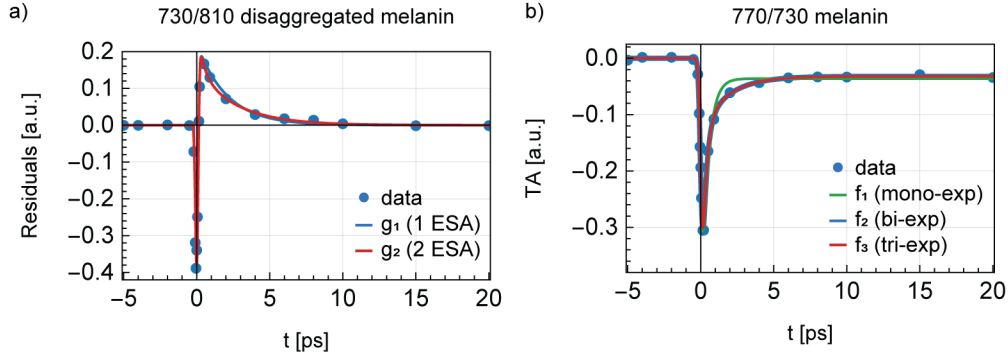 a)
730/810 disaggregated melanin
Residuals [a.u.]
0.2
0.1
0.0
−0.1
−0.2
−0.3
−0.4
data
g₁ (1 ESA)
g₂ (2 ESA)
−5 0 5 10 15 20
t [ps]
b)
770/730 melanin
TA [a.u.]
0.0
−0.1
−0.2
−0.3
data
f₁ (mono-exp)
f₂ (bi-exp)
f₃ (tri-exp)
−5 0 5 10 15 20
t [ps]